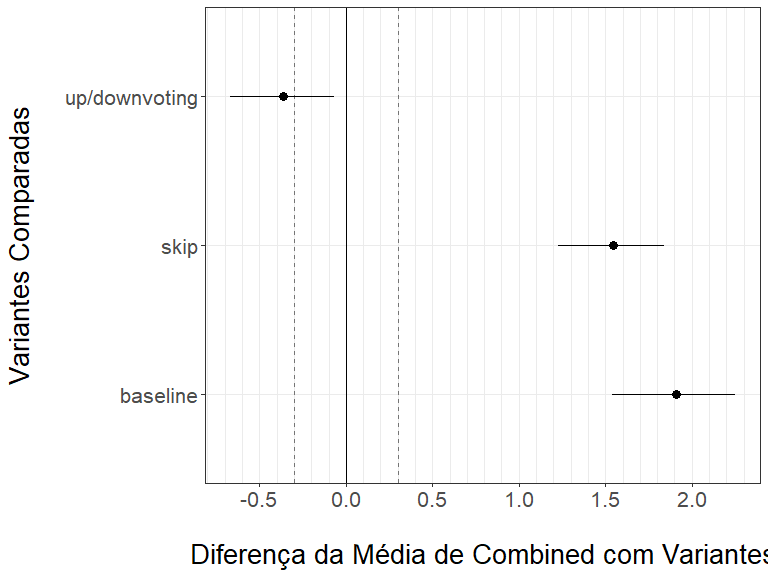 Variantes Comparadas
up/downvoting
skip
baseline
-0.5 0.0 0.5 1.0 1.5 2.0
Diferença da Média de Combined com Variantes